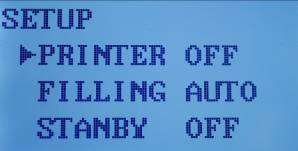 SETUP
▶PRINTER OFF
FILLING AUTO
STANBY OFF